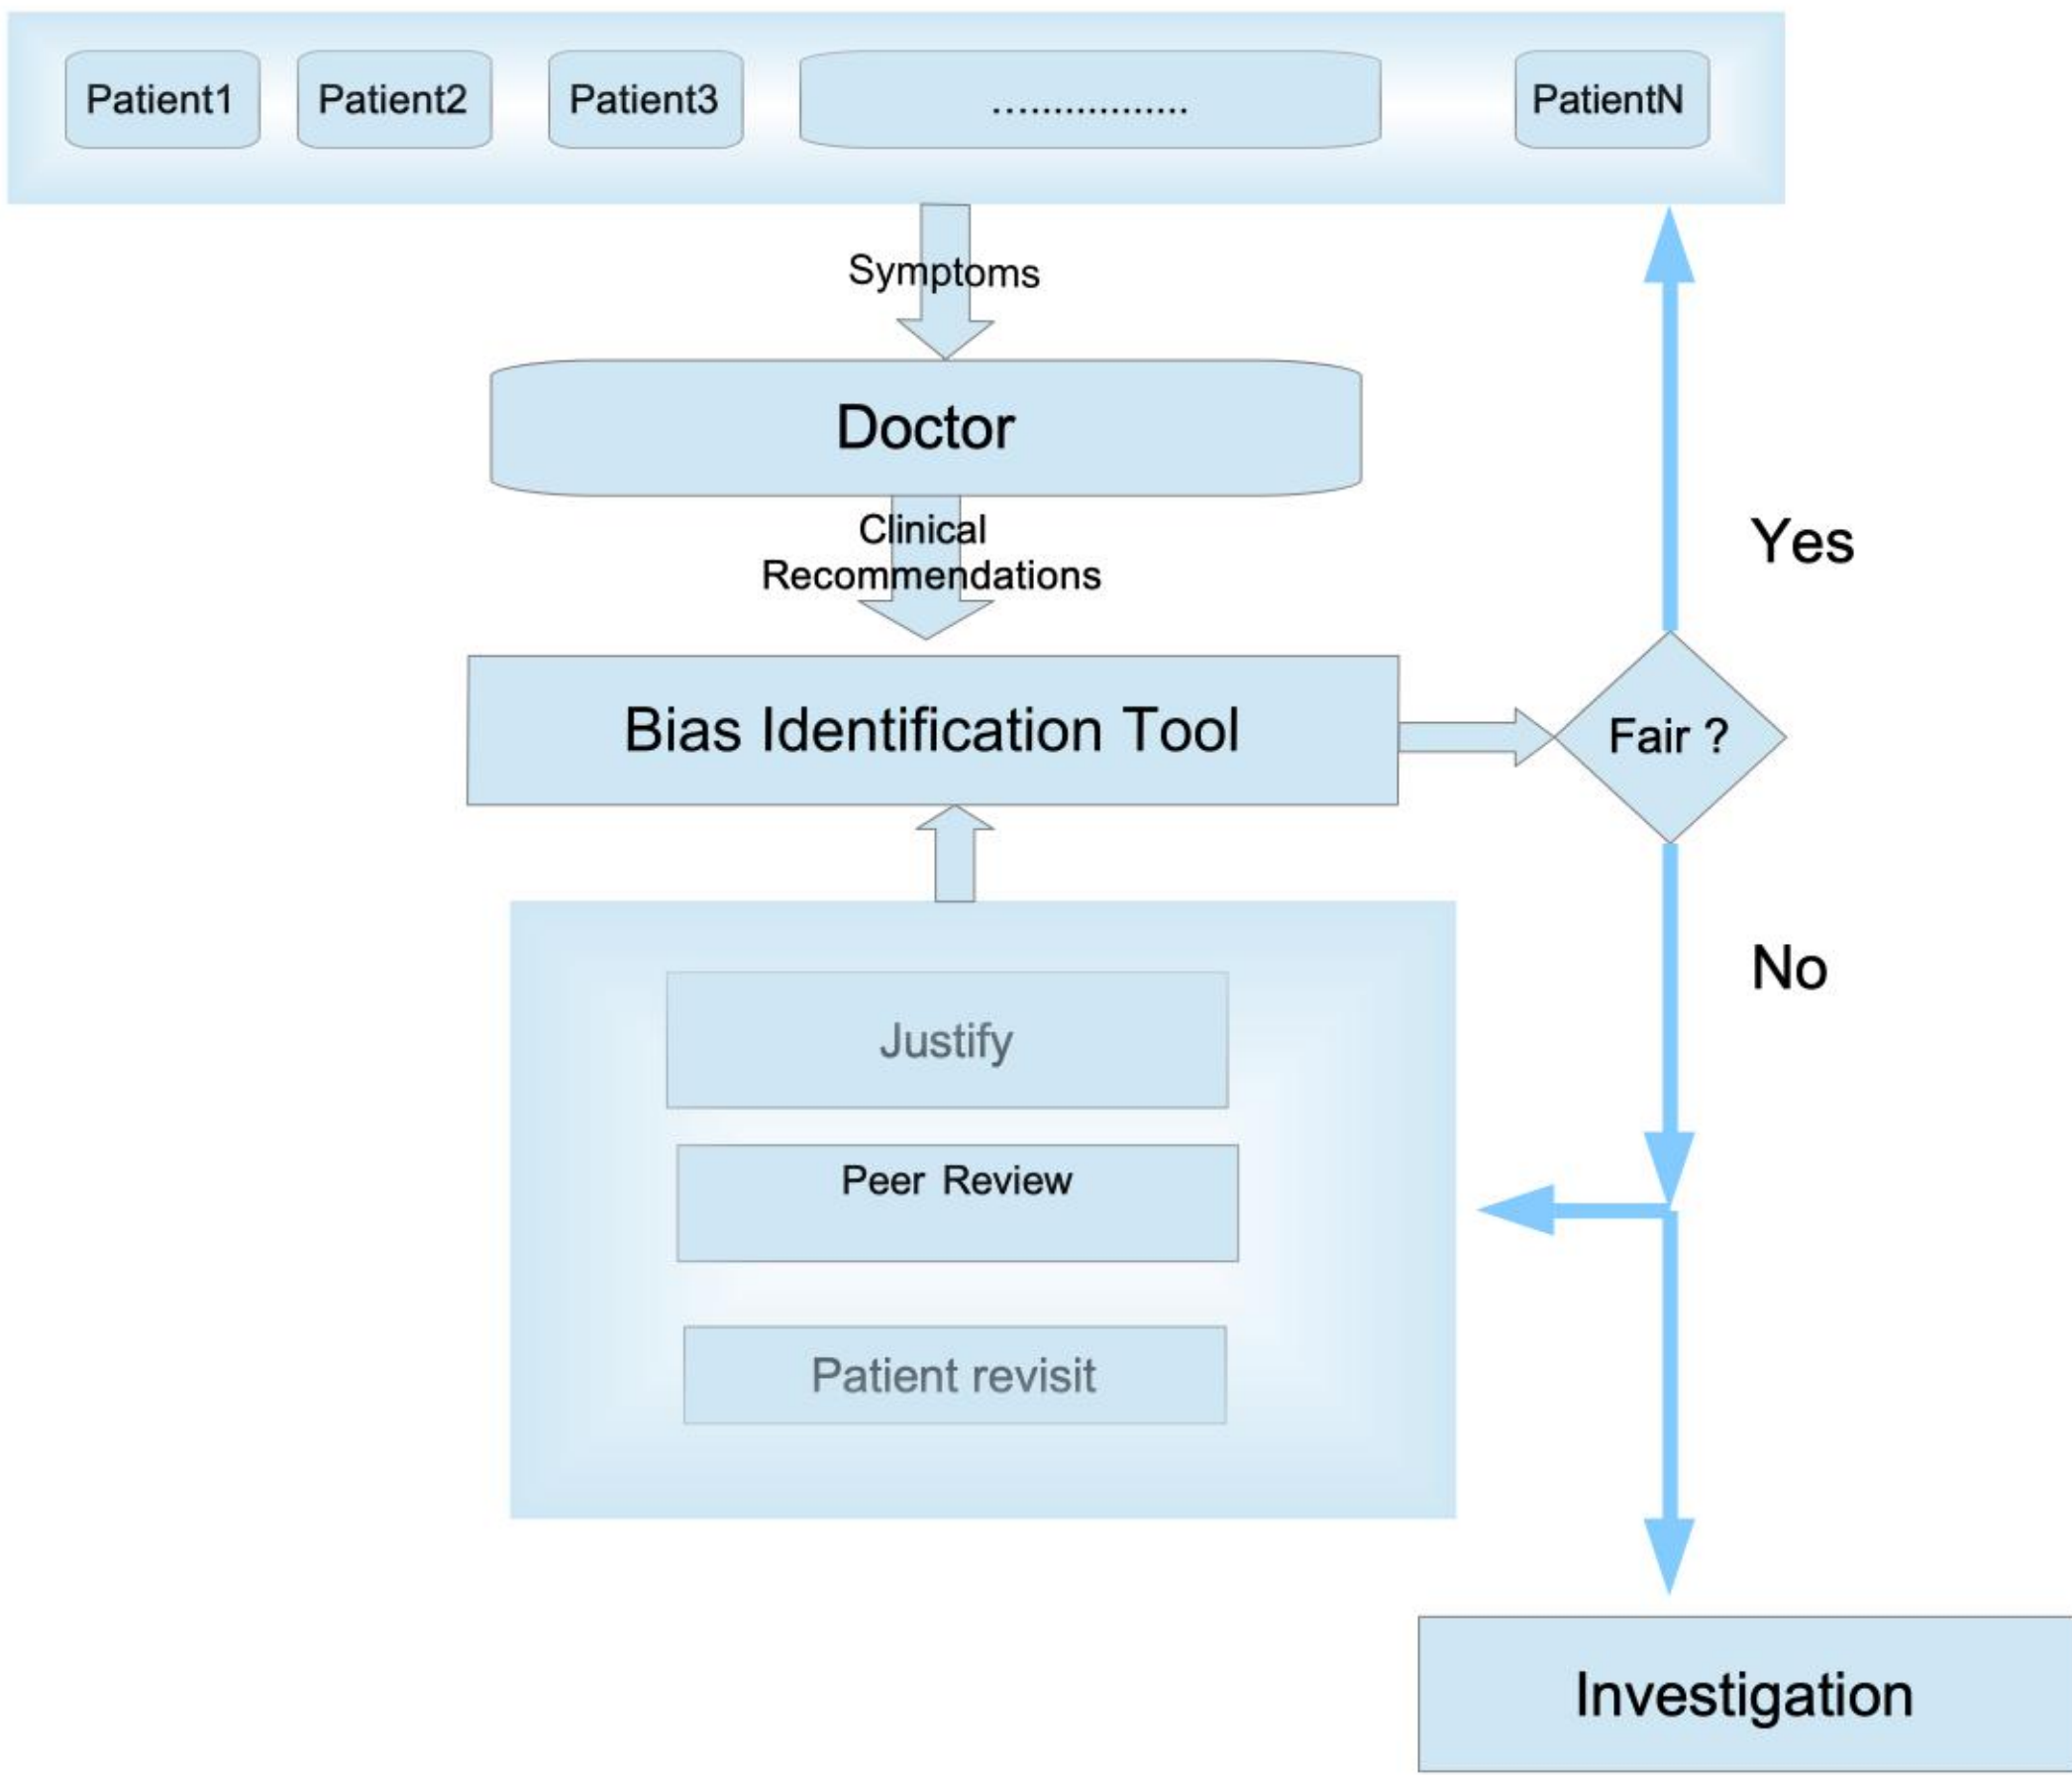 Patient1
Patient2
Patient3
...................
PatientN
Symptoms
Doctor
Clinical
Recommendations
Yes
Bias Identification Tool
Fair ?
No
Justify
Peer Review
Patient revisit
Investigation